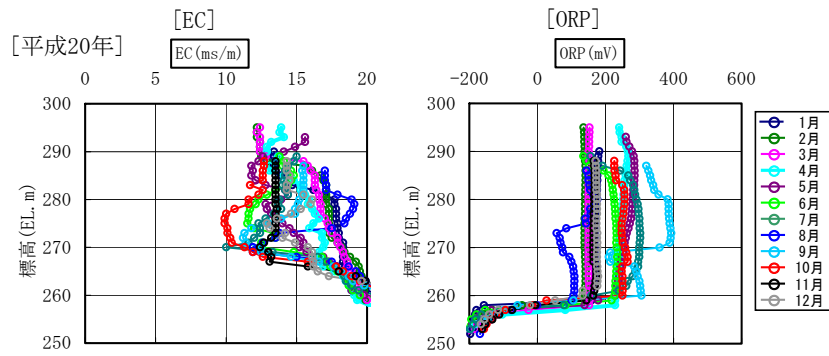 [EC]
[ORP]
[平成20年]
EC(ms/m)
ORP(mV)
0 5 10 15 20
-200 0 200 400 600
300
290
280
270
260
250
標高(EL.m)
300
290
280
270
260
250
標高(EL.m)
1月
2月
3月
4月
5月
6月
7月
8月
9月
10月
11月
12月